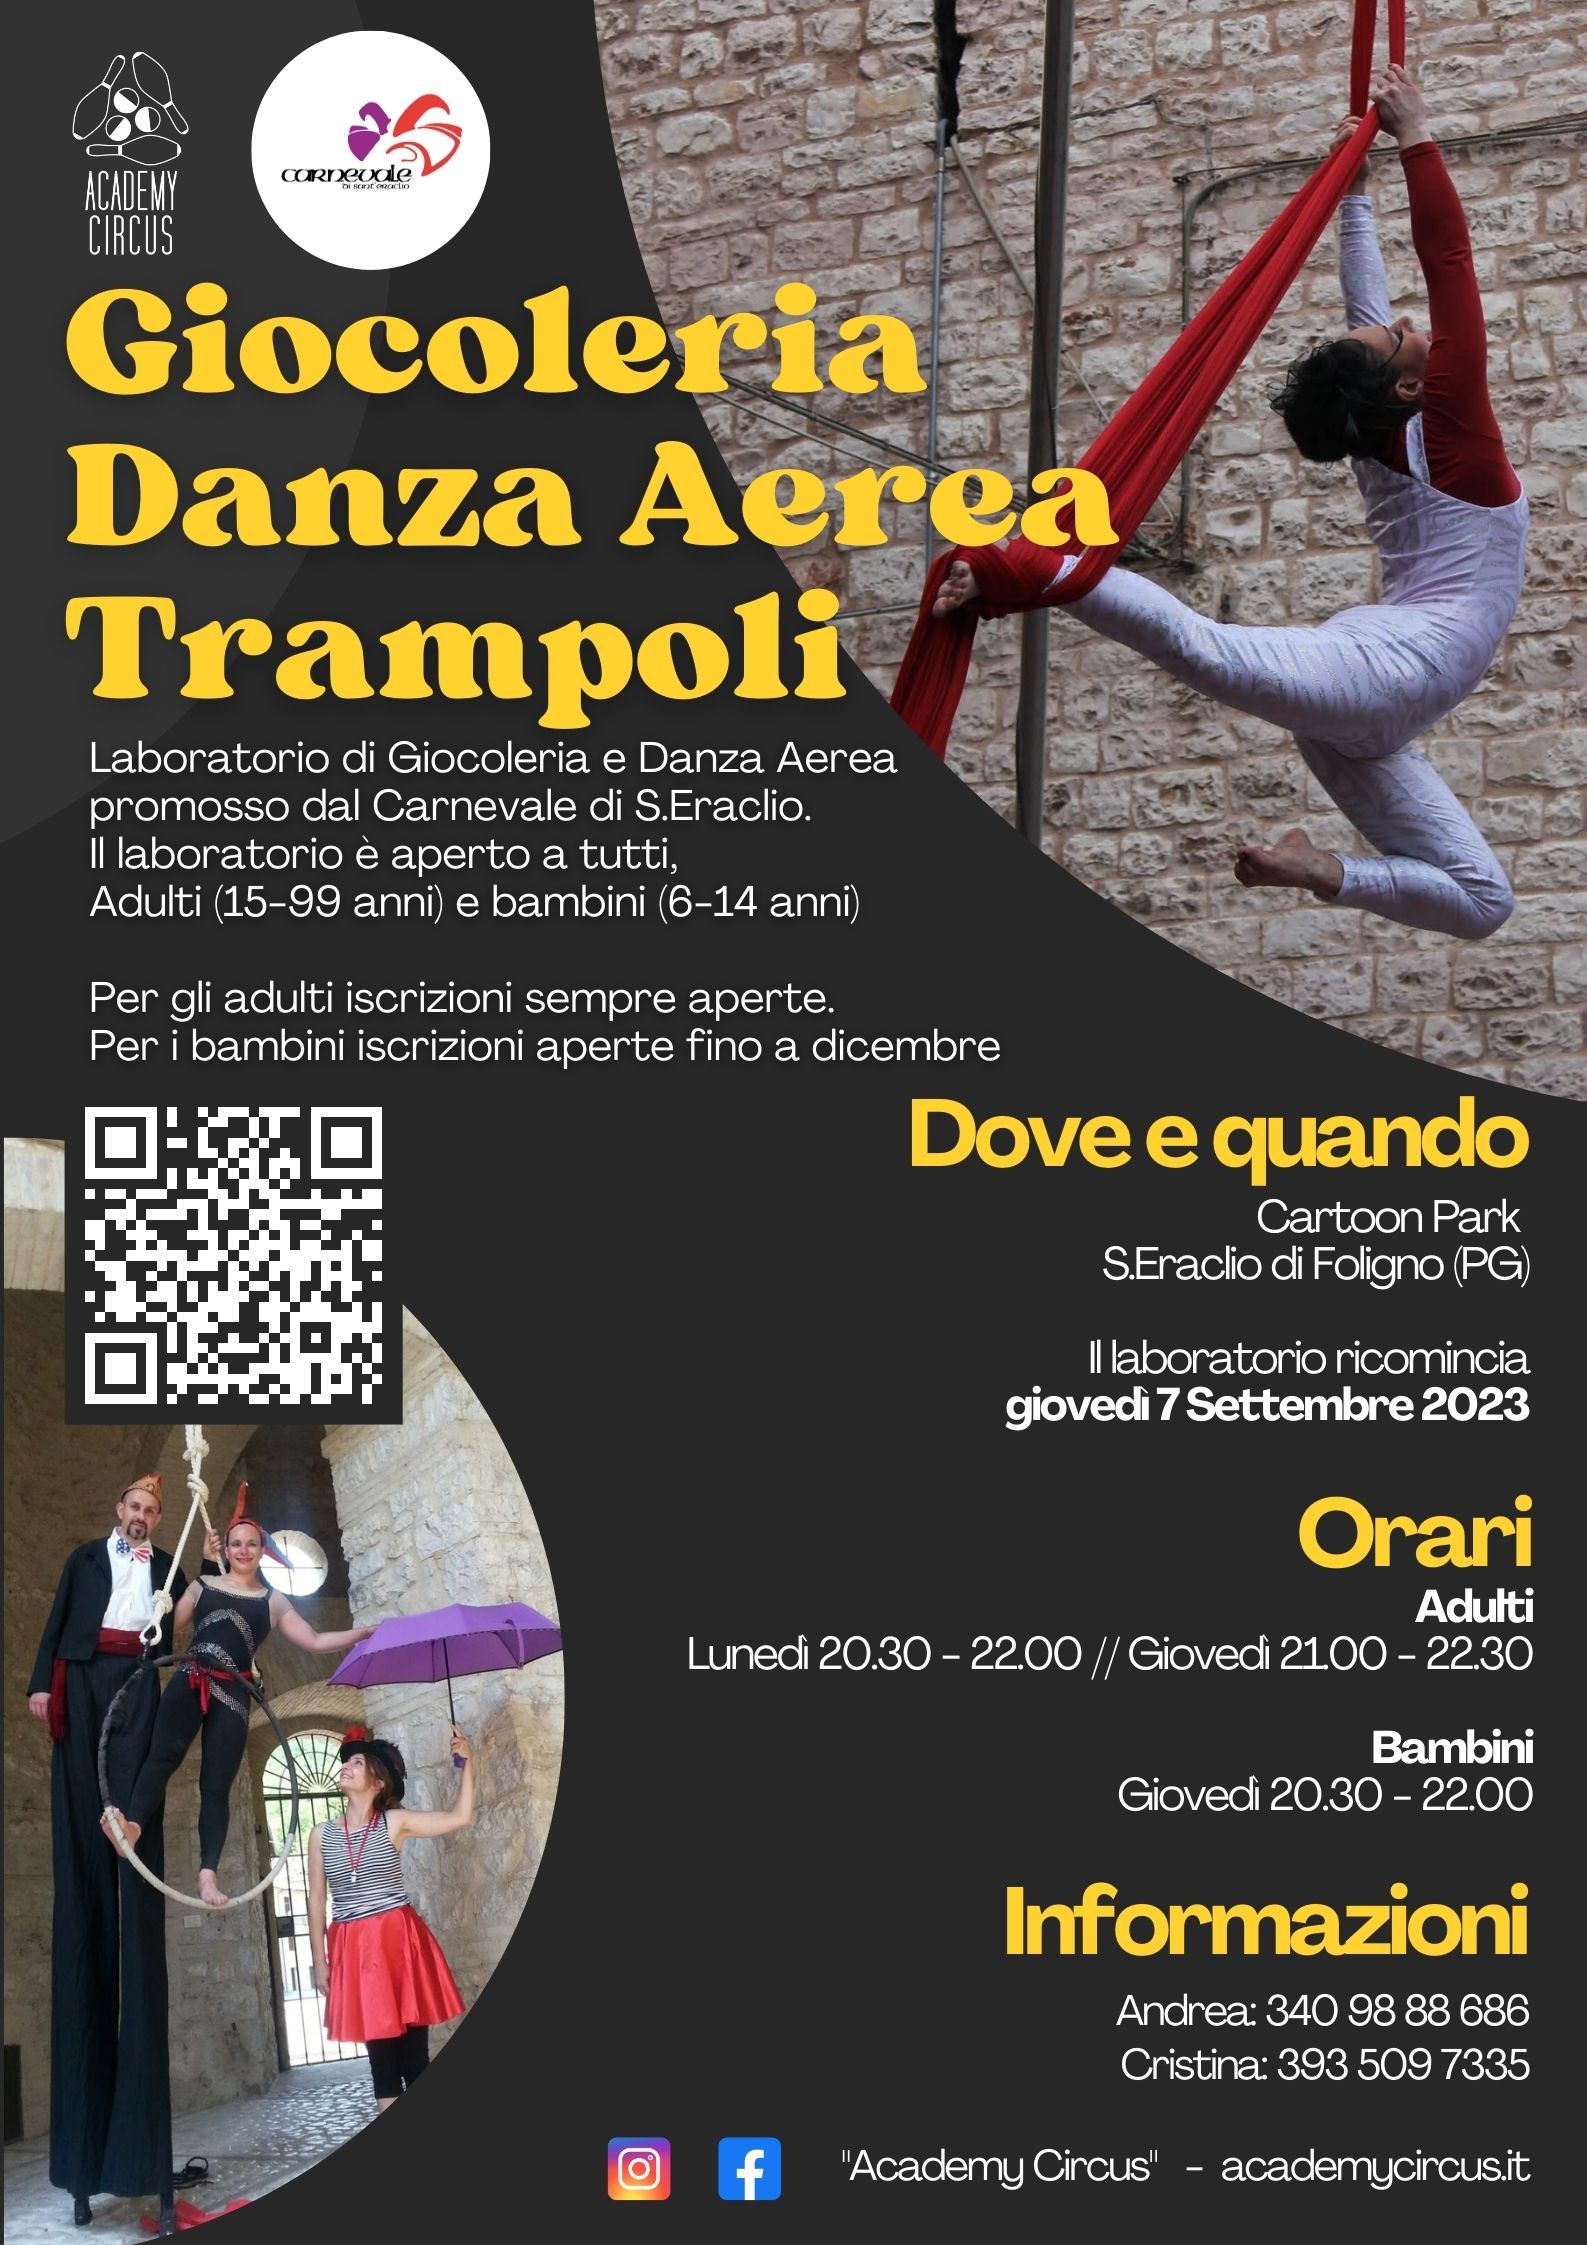 ACADEMY
CIRCUS
carnevale
di sant'eraclio
Giocoleria
Danza Aerea
Trampoli
Laboratorio di Giocoleria e Danza Aerea
promosso dal Carnevale di S.Eraclio.
Il laboratorio è aperto a tutti,
Adulti (15-99 anni) e bambini (6-14 anni)
Per gli adulti iscrizioni sempre aperte.
Per i bambini iscrizioni aperte fino a dicembre
Dove e quando
Cartoon Park
S.Eraclio di Foligno (PG)
Il laboratorio ricomincia
giovedì 7 Settembre 2023
Orari
Adulti
Lunedì 20.30 - 22.00 // Giovedì 21.00 - 22.30
Bambini
Giovedì 20.30 - 22.00
Informazioni
Andrea: 340 98 88 686
Cristina: 393 509 7335
"Academy Circus" - academycircus.it